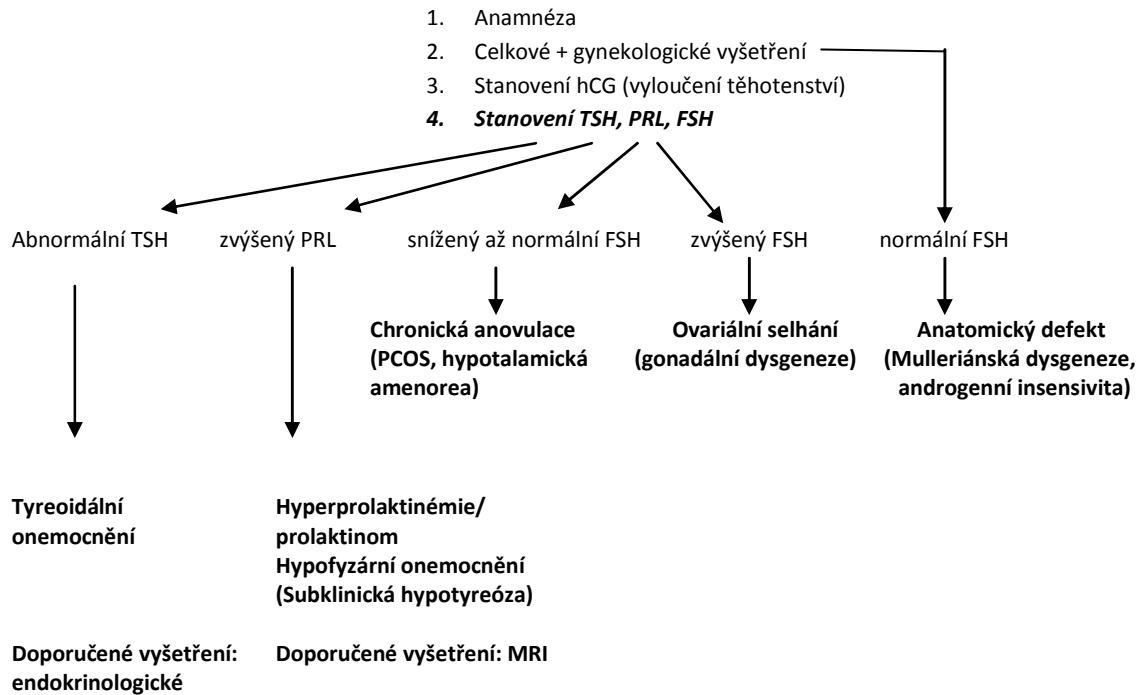 1. Anamnéza
2. Celkové + gynekologické vyšetření
3. Stanovení hCG (vyloučení těhotenství)
4. Stanovení TSH, PRL, FSH
Abnormální TSH
zvýšený PRL
snížený až normální FSH
zvýšený FSH
normální FSH
Chronická anovulace
(PCOS, hypotalamická
amenorea)
Ovariální selhání
(gonadální dysgeneze)
Anatomický defekt
(Mulleriánská dysgeneze,
androgenní insensivita)
Tyreoidální
onemocnění
Hyperprolaktinémie/
prolaktinom
Hypofyzární onemocnění
(Subklinická hypotyreóza)
Doporučené vyšetření:
endokrinologické
Doporučené vyšetření: MRI